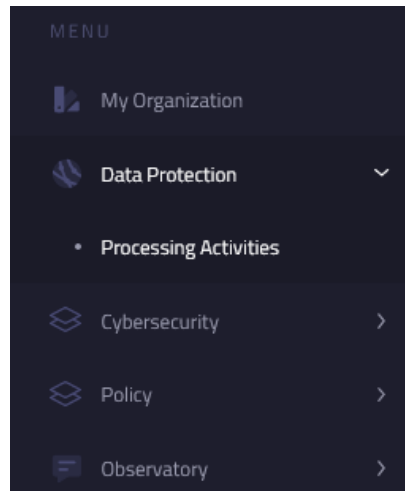 MENU
My Organization
Data Protection
Processing Activities
Cybersecurity
Policy
Observatory